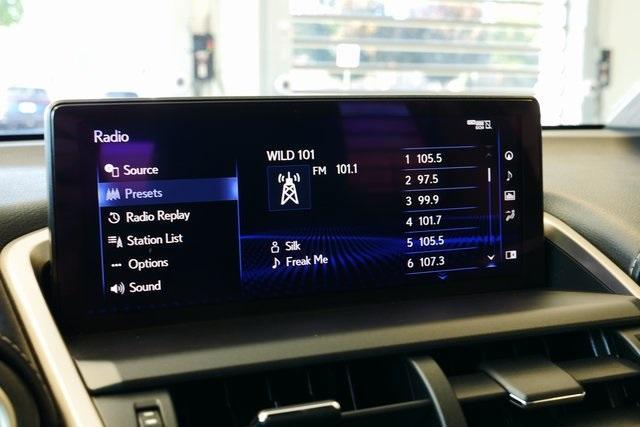 Radio
Source
Presets
Radio Replay
Station List
Options
Sound
WILD 101
FM 101.1
Silk
Freak Me
1 105.5
2 97.5
3 99.9
4 101.7
5 105.5
6 107.3